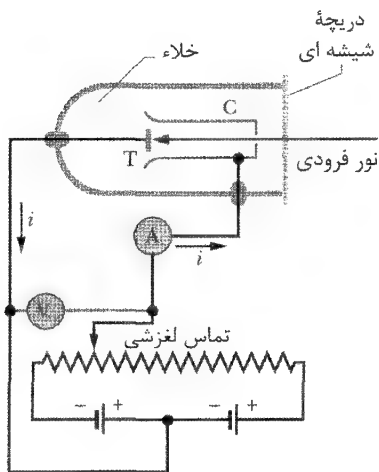 دریچهٔ
شیشه ای
خلاء
C
T
نور فرودی
i
A
i
V
تماس لغزشی
− + − +